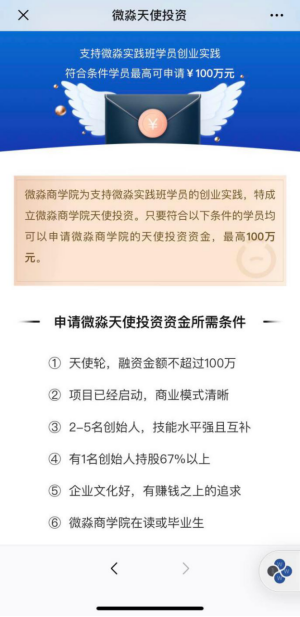 微淼天使投资
支持微淼实践班学员创业实践
符合条件学员最高可申请￥100万元
￥
微淼商学院为支持微淼实践班学员的创业实践，特成
立微淼商学院天使投资。只要符合以下条件的学员均
可以申请微淼商学院的天使投资资金，最高100万
元。
申请微淼天使投资资金所需条件
① 天使轮，融资金额不超过100万
② 项目已经启动，商业模式清晰
③ 2-5名创始人，技能水平强且互补
④ 有1名创始人持股67%以上
⑤ 企业文化好，有赚钱之上的追求
⑥ 微淼商学院在读或毕业生